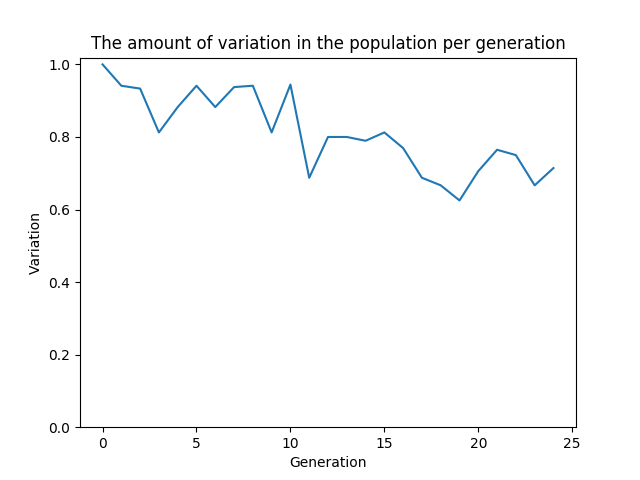 The amount of variation in the population per generation
1.0
0.8
0.6
0.4
0.2
0.0
Variation
0 5 10 15 20 25
Generation